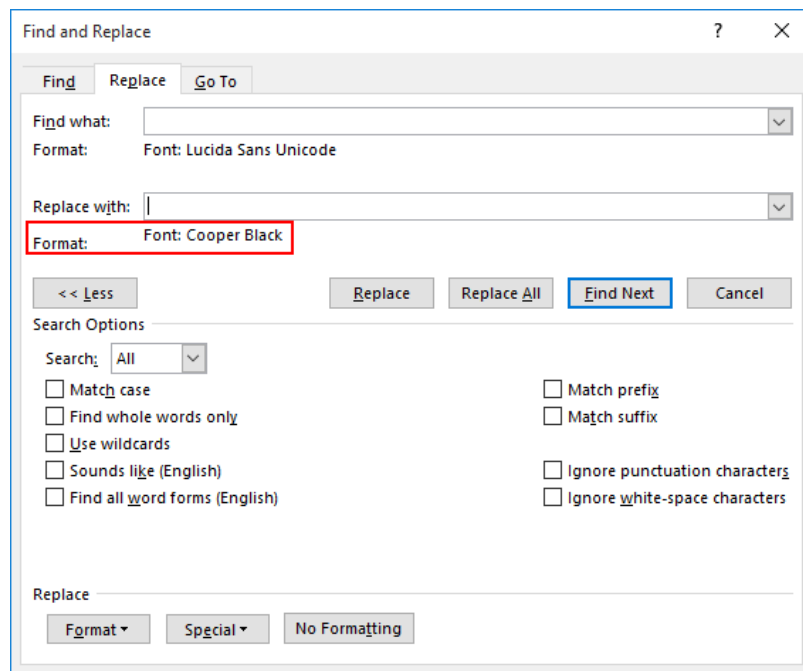 Find and Replace ?
Find Replace Go To
Find what:
Format: Font: Lucida Sans Unicode
Replace with:
Format: Font: Cooper Black
<< Less Replace Replace All Find Next Cancel
Search Options
Search: All
Match case Match prefix
Find whole words only Match suffix
Use wildcards
Sounds like (English) Ignore punctuation characters
Find all word forms (English) Ignore white-space characters
Replace
Format Special No Formatting